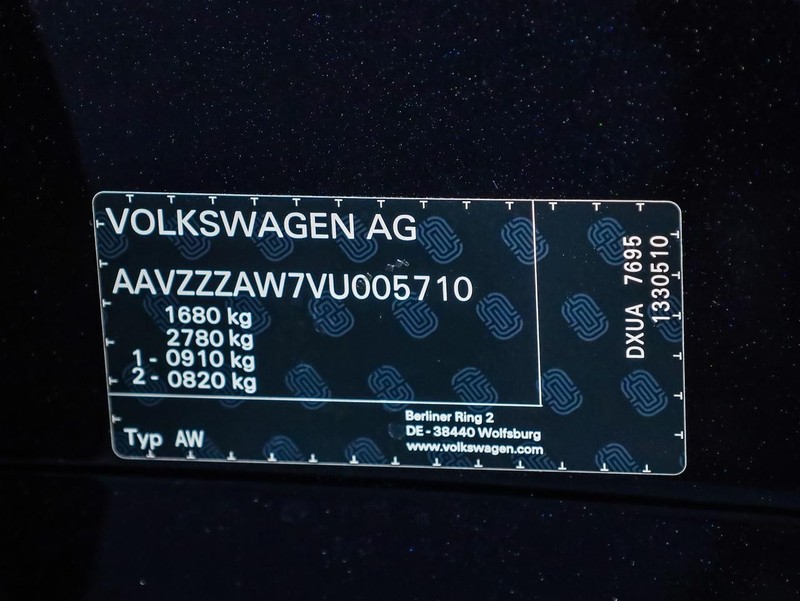 VOLKSWAGEN AG
AAVZZZAW7VU005710
1680 kg
2780 kg
1 - 0910 kg
2 - 0820 kg
Typ AW
Berliner Ring 2
DE - 38440 Wolfsburg
www.volkswagen.com
DXUA 7695
1330510